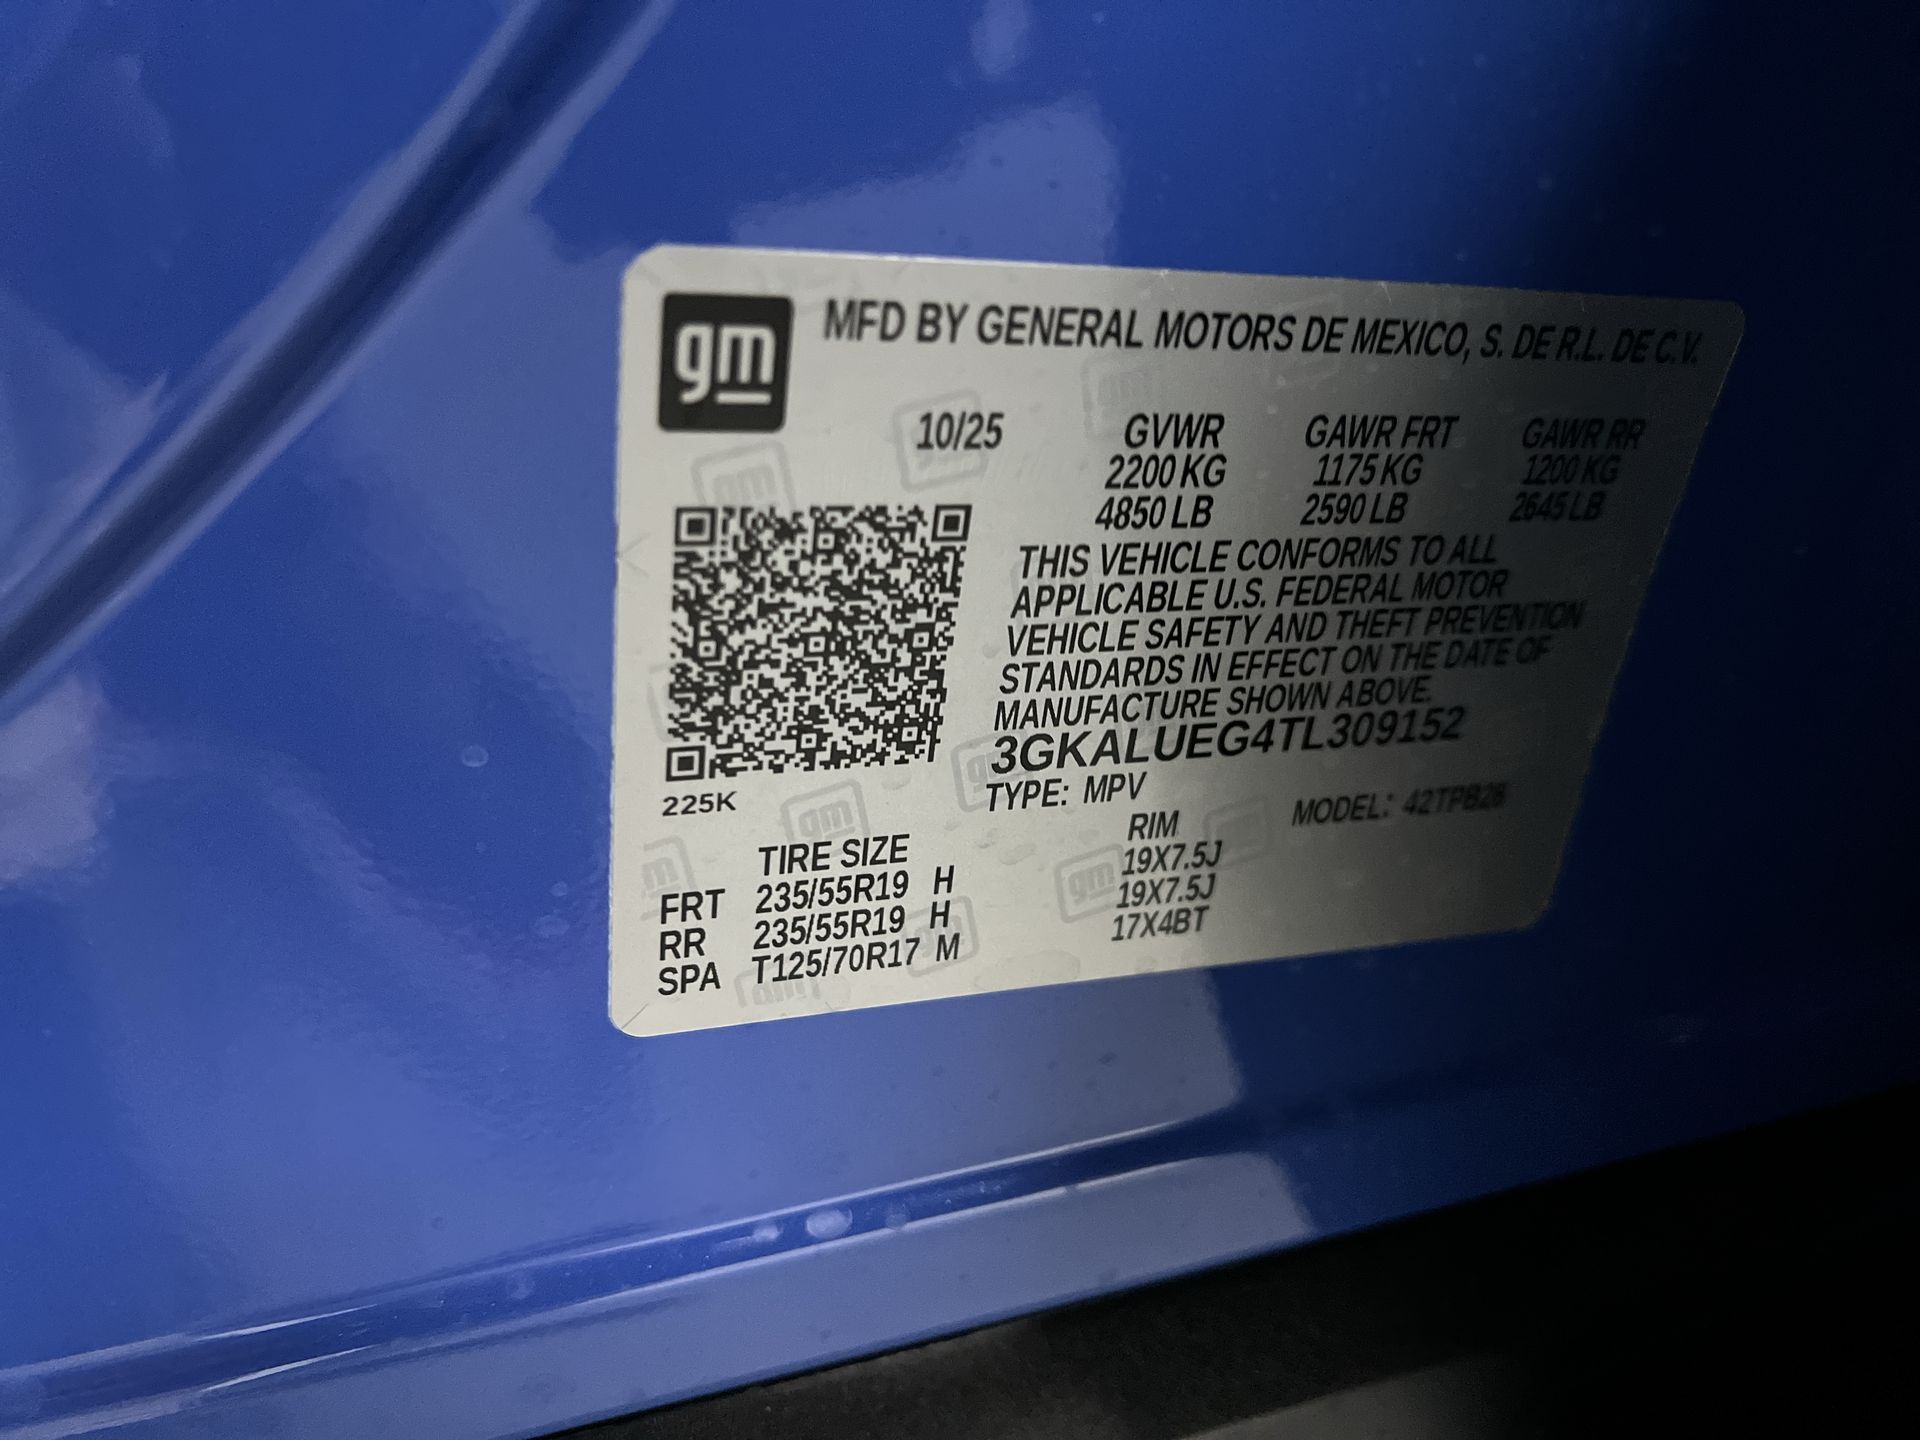 gm
MFD BY GENERAL MOTORS DE MEXICO, S. DE R.L. DE C.V.
10/25 GVWR GAWR FRT GAWR RR
2200 KG 1175 KG 1200 KG
4850 LB 2590 LB 2645 LB
THIS VEHICLE CONFORMS TO ALL
APPLICABLE U.S. FEDERAL MOTOR
VEHICLE SAFETY AND THEFT PREVENTION
STANDARDS IN EFFECT ON THE DATE OF
MANUFACTURE SHOWN ABOVE.
3GKALUEG4TL309152
225K
TYPE: MPV MODEL: 42TPB26
TIRE SIZE RIM
FRT 235/55R19 H 19X7.5J
RR 235/55R19 H 19X7.5J
SPA T125/70R17 M 17X4BT